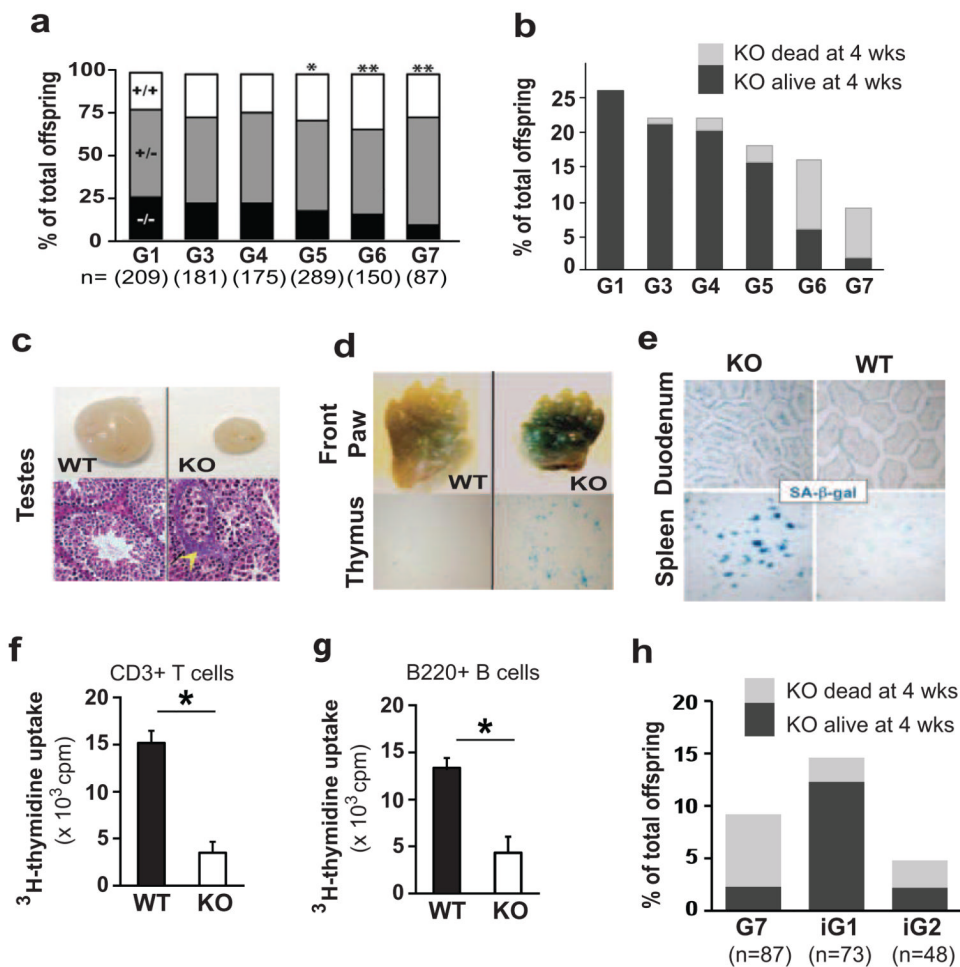 a
% of total offspring
100
75
50
25
0
+/+
+/-
-/-
* ** **
G1 G3 G4 G5 G6 G7
n= (209) (181) (175) (289) (150) (87)
b
KO dead at 4 wks
KO alive at 4 wks
% of total offspring
25
20
15
10
5
0
G1 G3 G4 G5 G6 G7
c
Testes
WT KO
d
Front Paw
WT KO
Thymus
e
KO WT
Duodenum
SA-β-gal
Spleen
f
CD3+ T cells
³H-thymidine uptake
(x 10³ cpm)
20
15
10
5
0
*
WT KO
g
B220+ B cells
³H-thymidine uptake
(x 10³ cpm)
20
15
10
5
0
*
WT KO
h
KO dead at 4 wks
KO alive at 4 wks
% of total offspring
20
15
10
5
0
G7 iG1 iG2
(n=87) (n=73) (n=48)